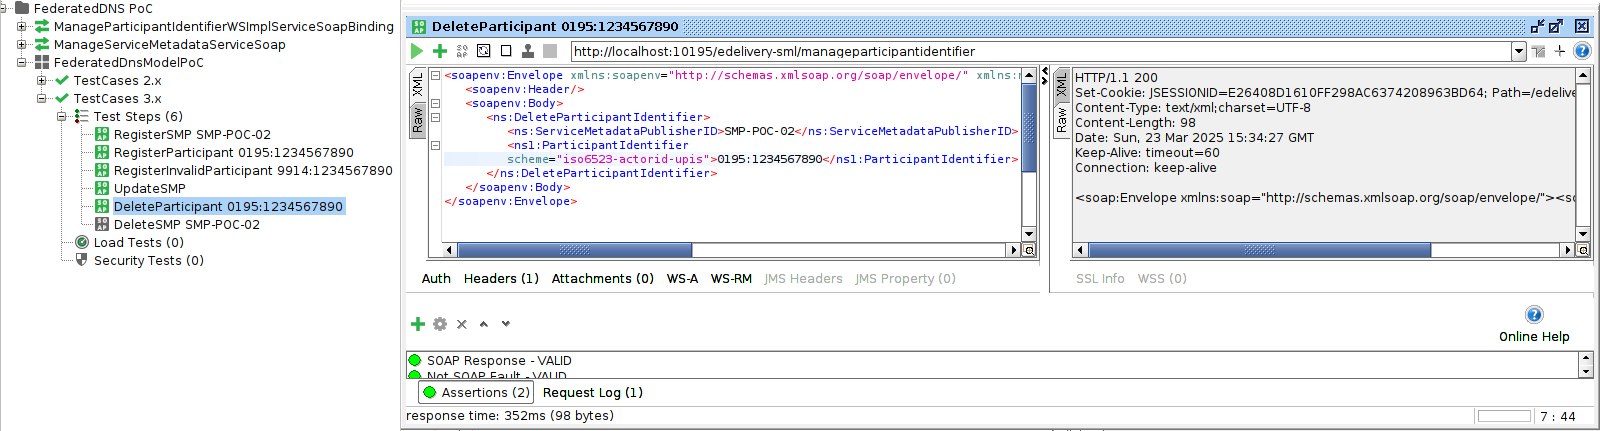 FederatedDNS PoC
ManageParticipantIdentifierWSImplServiceSoapBinding
ManageServiceMetadataServiceSoap
FederatedDnsModelPoC
TestCases 2.x
TestCases 3.x
Test Steps (6)
RegisterSMP SMP-POC-02
RegisterParticipant 0195:1234567890
RegisterInvalidParticipant 9914:1234567890
UpdateSMP
DeleteParticipant 0195:1234567890
DeleteSMP SMP-POC-02
Load Tests (0)
Security Tests (0)
DeleteParticipant 0195:1234567890
http://localhost:10195/edelivery-sml/manageparticipantidentifier
XML
Raw
<soapenv:Envelope xmlns:soapenv="http://schemas.xmlsoap.org/soap/envelope/" xmlns:
<soapenv:Header/>
<soapenv:Body>
<ns:DeleteParticipantIdentifier>
<ns:ServiceMetadataPublisherID>SMP-POC-02</ns:ServiceMetadataPublisherID>
<ns1:ParticipantIdentifier
scheme="iso6523-actorid-upis">0195:1234567890</ns1:ParticipantIdentifier>
</ns:DeleteParticipantIdentifier>
</soapenv:Body>
</soapenv:Envelope>
Auth Headers (1) Attachments (0) WS-A WS-RM JMS Headers JMS Property (0)
XML
Raw
HTTP/1.1 200
Set-Cookie: JSESSIONID=E26408D1610FF298AC6374208963BD64; Path=/edelive
Content-Type: text/xml;charset=UTF-8
Content-Length: 98
Date: Sun, 23 Mar 2025 15:34:27 GMT
Keep-Alive: timeout=60
Connection: keep-alive
<soap:Envelope xmlns:soap="http://schemas.xmlsoap.org/soap/envelope/"><so
SSL Info WSS (0)
Online Help
SOAP Response - VALID
Not SOAP Fault - VALID
Assertions (2) Request Log (1)
response time: 352ms (98 bytes)
7 : 44